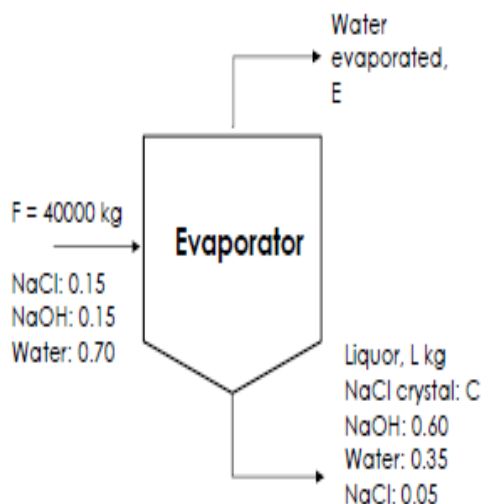 Water
evaporated,
E
F = 40000 kg
Evaporator
NaCl: 0.15
NaOH: 0.15
Water: 0.70
Liquor, L kg
NaCl crystal: C
NaOH: 0.60
Water: 0.35
NaCl: 0.05